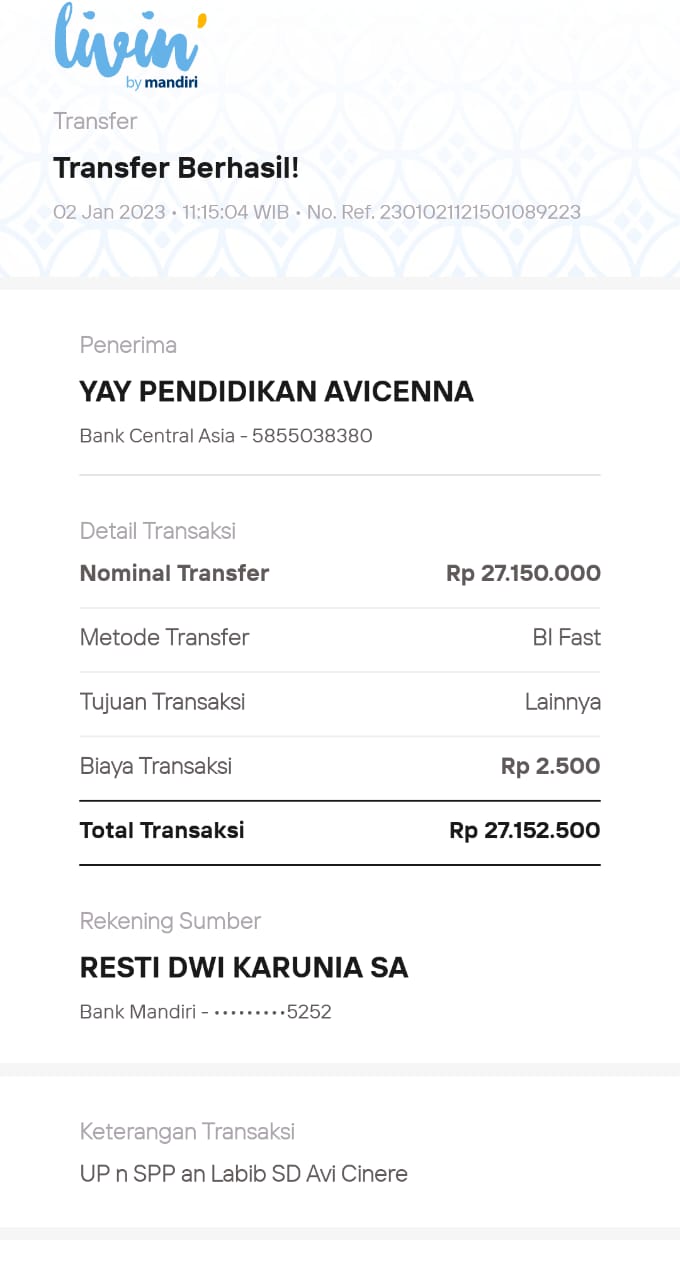 livin'
by mandiri
Transfer
Transfer Berhasil!
02 Jan 2023 • 11:15:04 WIB • No. Ref. 2301021121501089223
Penerima
YAY PENDIDIKAN AVICENNA
Bank Central Asia - 5855038380
Detail Transaksi
Nominal Transfer Rp 27.150.000
Metode Transfer BI Fast
Tujuan Transaksi Lainnya
Biaya Transaksi Rp 2.500
Total Transaksi Rp 27.152.500
Rekening Sumber
RESTI DWI KARUNIA SA
Bank Mandiri - •••••••••5252
Keterangan Transaksi
UP n SPP an Labib SD Avi Cinere